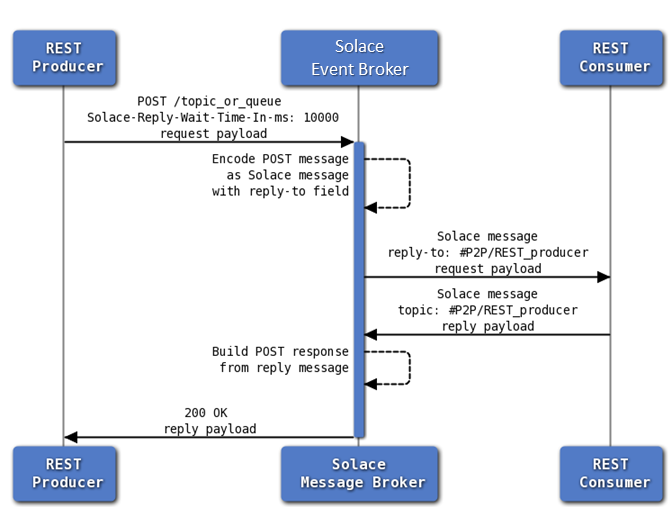 REST
Producer
Solace
Event Broker
REST
Consumer
POST /topic_or_queue
Solace-Reply-Wait-Time-In-ms: 10000
request payload
Encode POST message
as Solace message
with reply-to field
Solace message
reply-to: #P2P/REST_producer
request payload
Solace message
topic: #P2P/REST_producer
reply payload
Build POST response
from reply message
200 OK
reply payload
REST
Producer
Solace
Message Broker
REST
Consumer